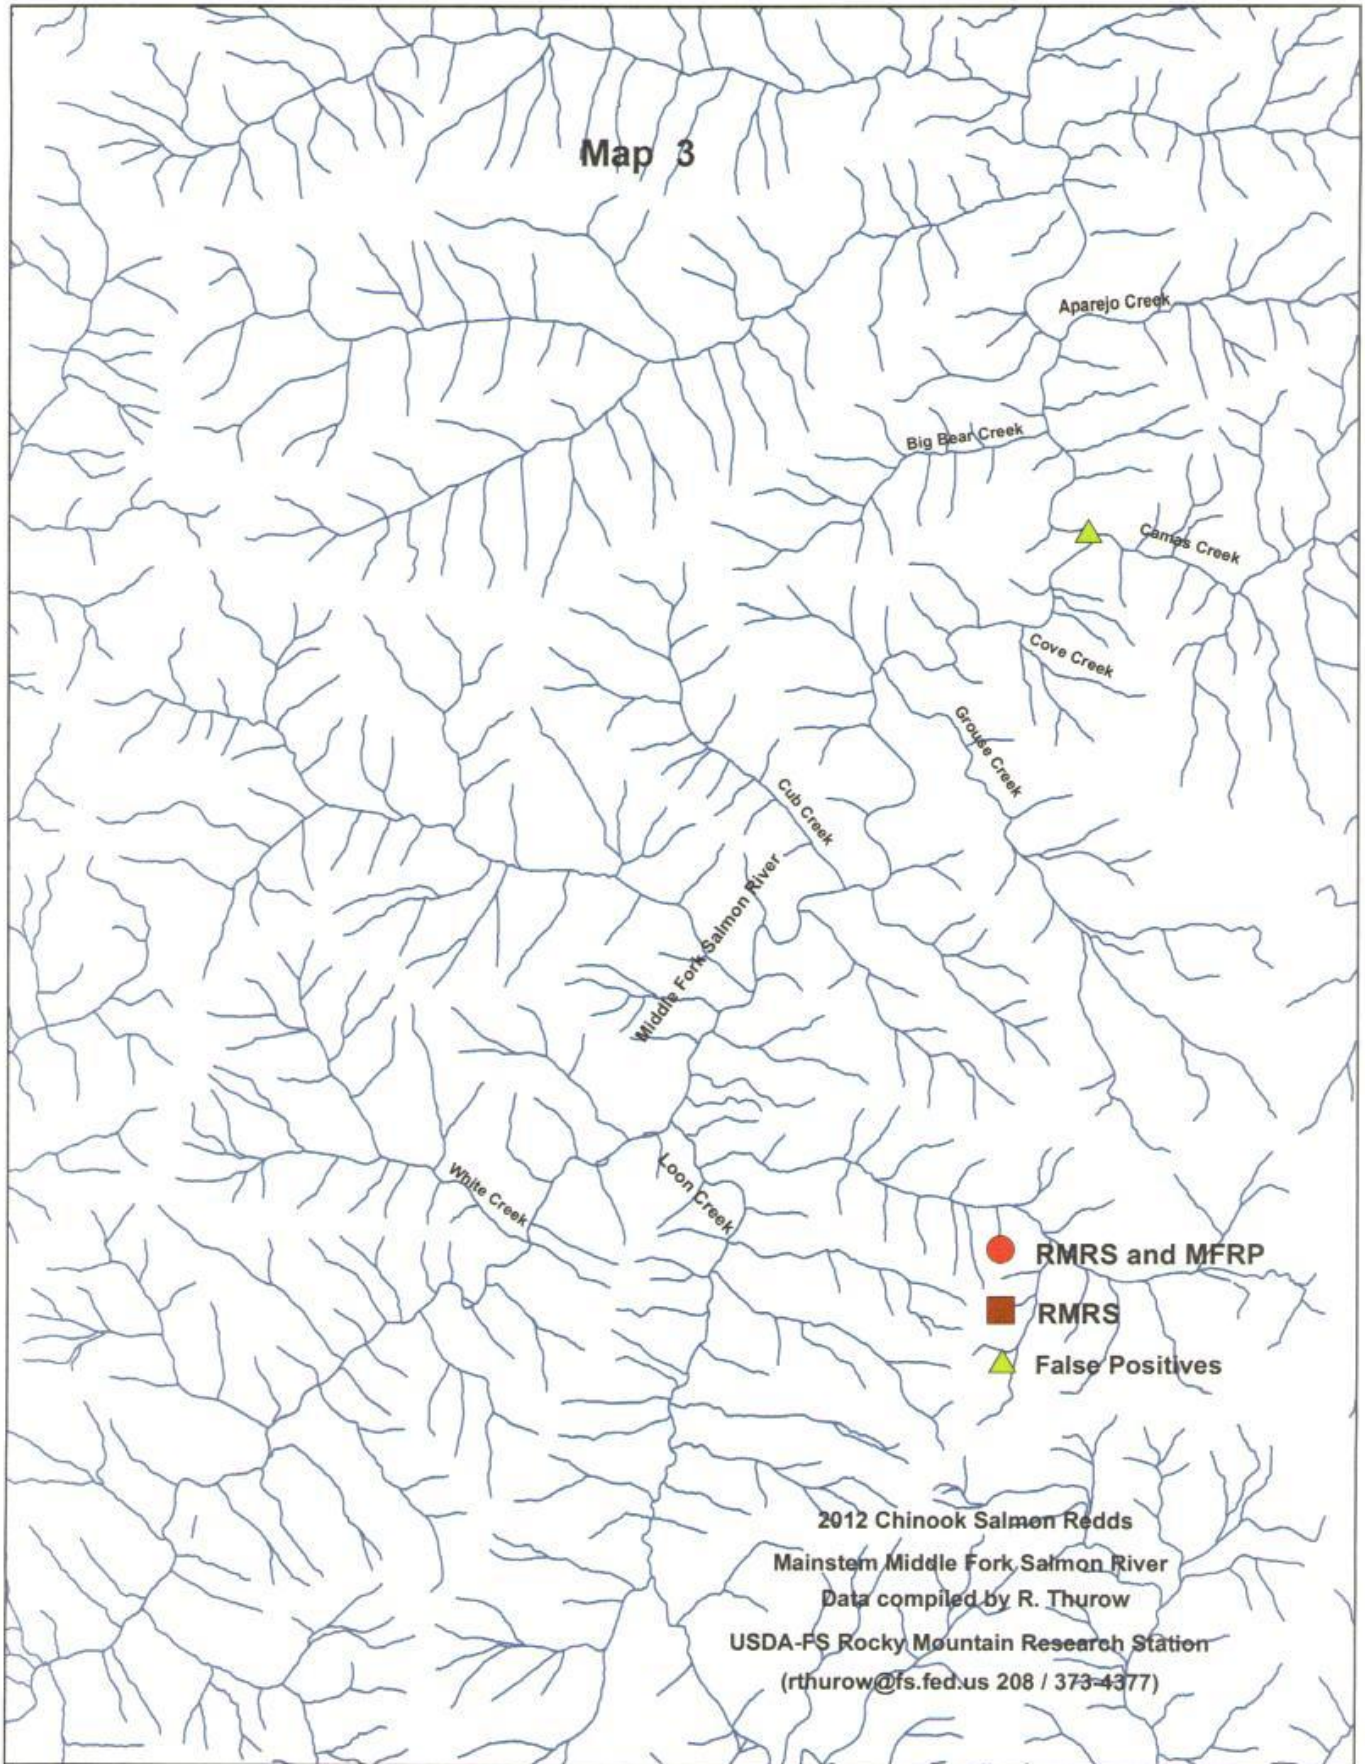 Map 3
Aparejo Creek
Big Bear Creek
Camas Creek
Cove Creek
Grouse Creek
Cub Creek
Middle Fork Salmon River
White Creek
Loon Creek
RMRS and MFRP
RMRS
False Positives
2012 Chinook Salmon Redds
Mainstem Middle Fork Salmon River
Data compiled by R. Thurow
USDA-FS Rocky Mountain Research Station
(rthurow@fs.fed.us 208 / 373-4377)